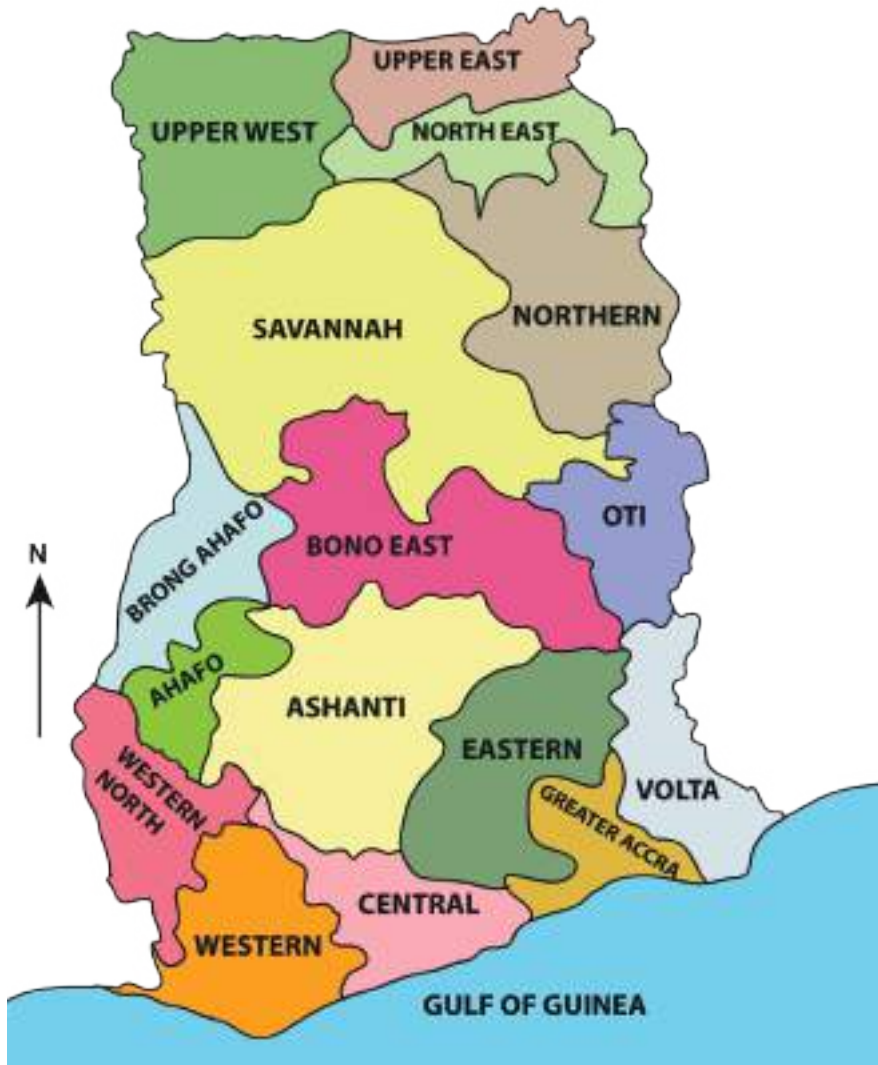 UPPER EAST
UPPER WEST
NORTH EAST
SAVANNAH
NORTHERN
BRONG AHAFO
BONO EAST
OTI
N
AHAFO
ASHANTI
EASTERN
WESTERN
NORTH
VOLTA
GREATER ACCRA
CENTRAL
WESTERN
GULF OF GUINEA